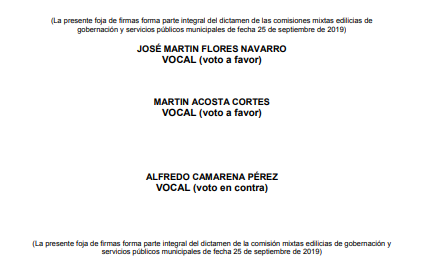 (La presente foja de firmas forma parte integral del dictamen de las comisiones mixtas edilicias de
gobernación y servicios públicos municipales de fecha 25 de septiembre de 2019)
JOSÉ MARTIN FLORES NAVARRO
VOCAL (voto a favor)
MARTIN ACOSTA CORTES
VOCAL (voto a favor)
ALFREDO CAMARENA PÉREZ
VOCAL (voto en contra)
(La presente foja de firmas forma parte integral del dictamen de la comisión mixtas edilicias de gobernación y
servicios públicos municipales de fecha 25 de septiembre de 2019)